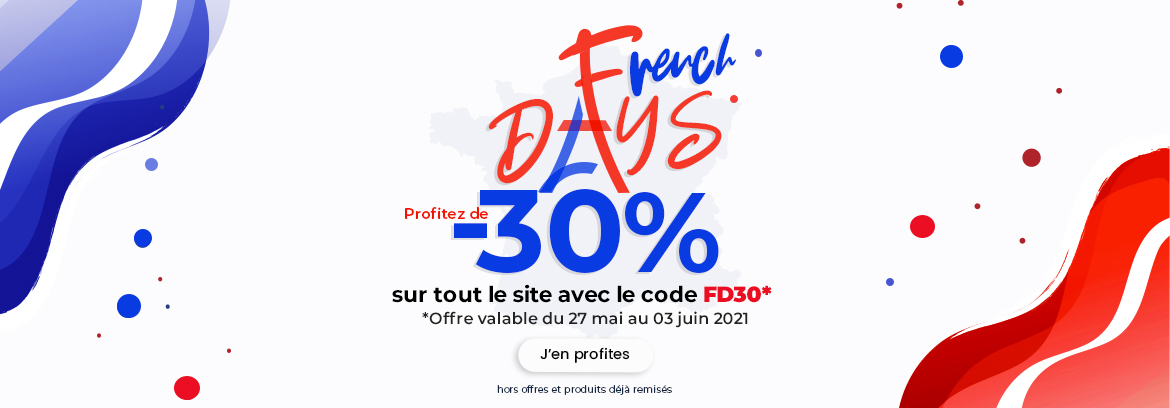 French
DAYS
Profitez de
-30%
sur tout le site avec le code FD30*
*Offre valable du 27 mai au 03 juin 2021
J'en profites
hors offres et produits déjà remisés